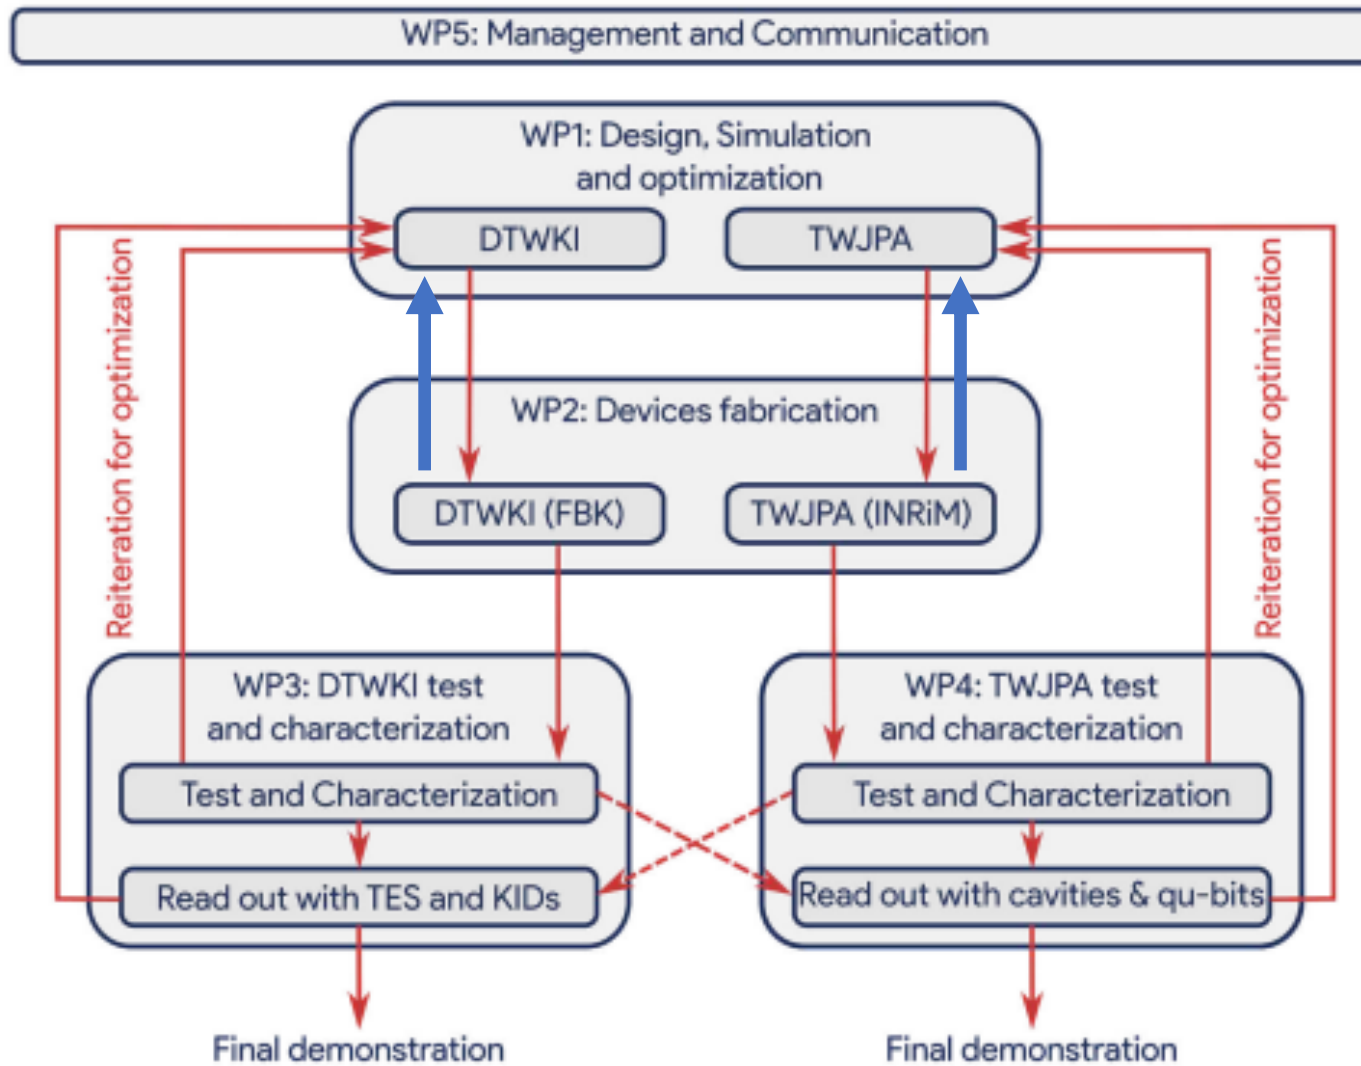 WP5: Management and Communication
WP1: Design, Simulation
and optimization
DTWKI
TWJPA
Reiteration for optimization
Reiteration for optimization
WP2: Devices fabrication
DTWKI (FBK)
TWJPA (INRiM)
WP3: DTWKI test
and characterization
Test and Characterization
Read out with TES and KIDs
WP4: TWJPA test
and characterization
Test and Characterization
Read out with cavities & qu-bits
Final demonstration
Final demonstration